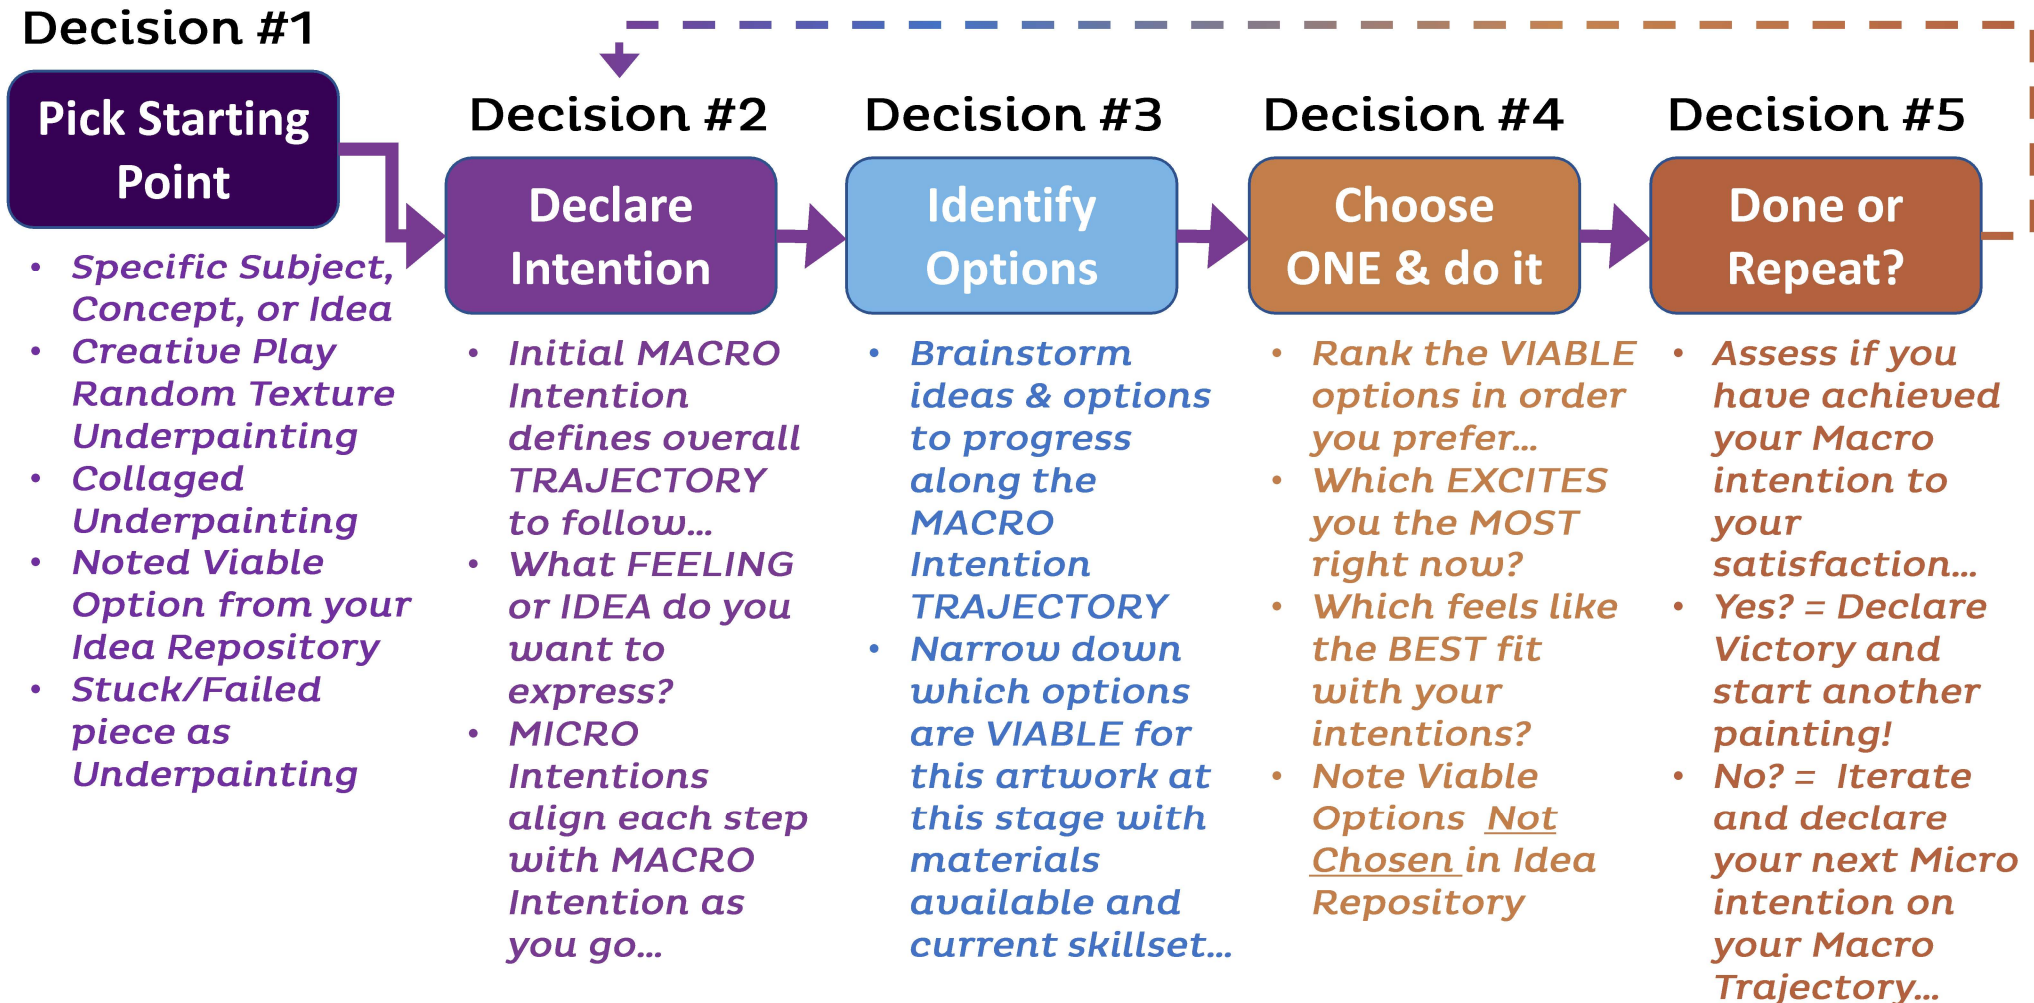 Decision #1
Pick Starting
Point
• Specific Subject,
Concept, or Idea
• Creative Play
Random Texture
Underpainting
• Collaged
Underpainting
• Noted Viable
Option from your
Idea Repository
• Stuck/Failed
piece as
Underpainting
Decision #2
Declare
Intention
• Initial MACRO
Intention
defines overall
TRAJECTORY
to follow...
• What FEELING
or IDEA do you
want to
express?
• MICRO
Intentions
align each step
with MACRO
Intention as
you go...
Decision #3
Identify
Options
• Brainstorm
ideas & options
to progress
along the
MACRO
Intention
TRAJECTORY
• Narrow down
which options
are VIABLE for
this artwork at
this stage with
materials
available and
current skillset...
Decision #4
Choose
ONE & do it
• Rank the VIABLE
options in order
you prefer...
• Which EXCITES
you the MOST
right now?
• Which feels like
the BEST fit
with your
intentions?
• Note Viable
Options Not
Chosen in Idea
Repository
Decision #5
Done or
Repeat?
• Assess if you
have achieved
your Macro
intention to
your
satisfaction...
• Yes? = Declare
Victory and
start another
painting!
• No? = Iterate
and declare
your next Micro
intention on
your Macro
Trajectory...